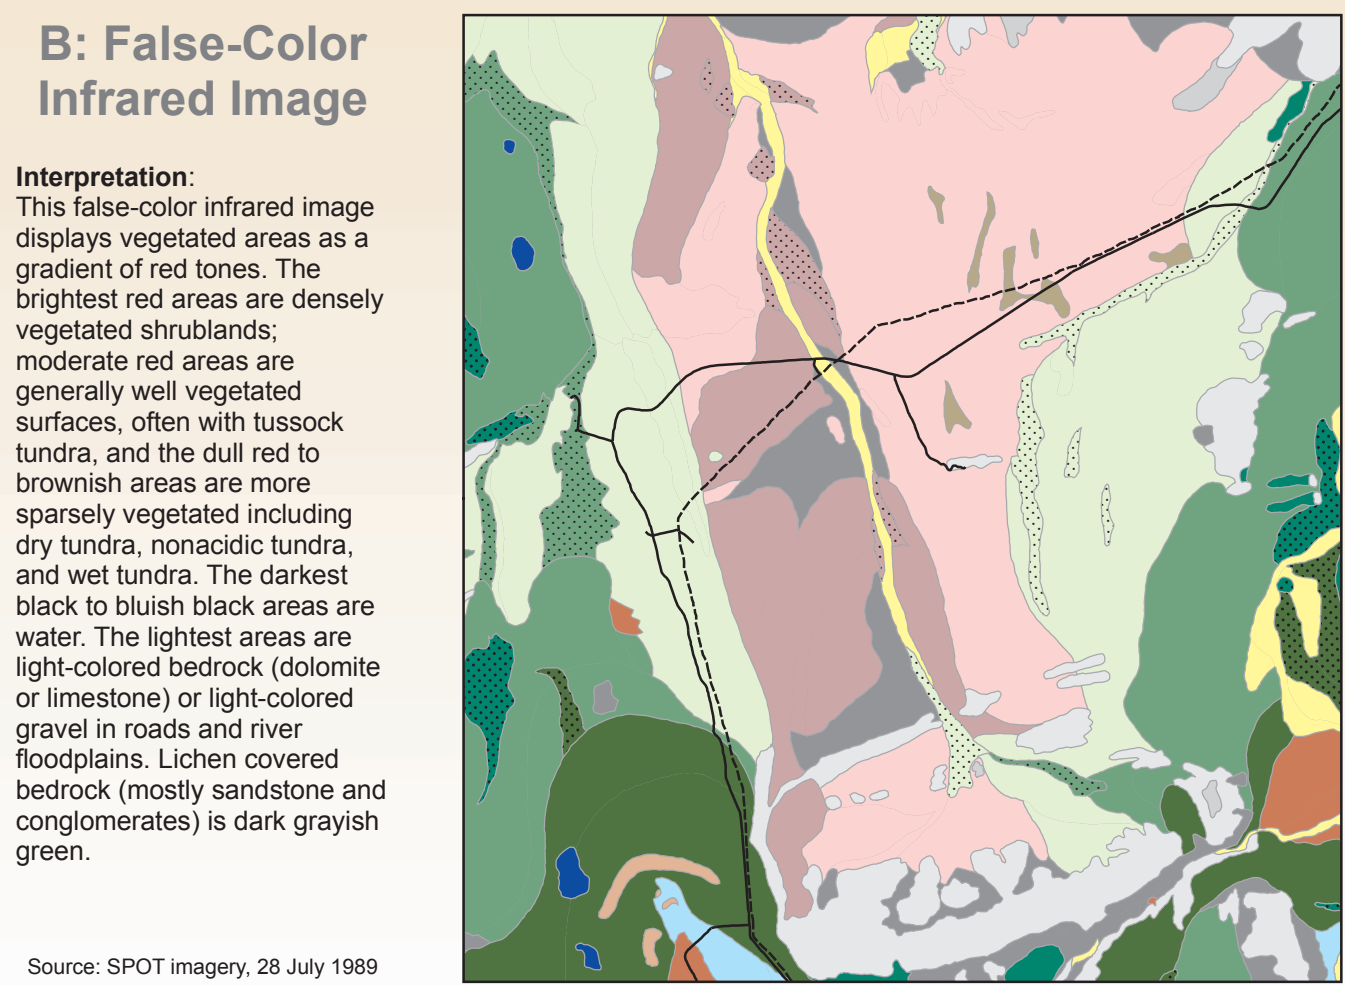 B: False-Color
Infrared Image
Interpretation:
This false-color infrared image
displays vegetated areas as a
gradient of red tones. The
brightest red areas are densely
vegetated shrublands;
moderate red areas are
generally well vegetated
surfaces, often with tussock
tundra, and the dull red to
brownish areas are more
sparsely vegetated including
dry tundra, nonacidic tundra,
and wet tundra. The darkest
black to bluish black areas are
water. The lightest areas are
light-colored bedrock (dolomite
or limestone) or light-colored
gravel in roads and river
floodplains. Lichen covered
bedrock (mostly sandstone and
conglomerates) is dark grayish
green.
Source: SPOT imagery, 28 July 1989